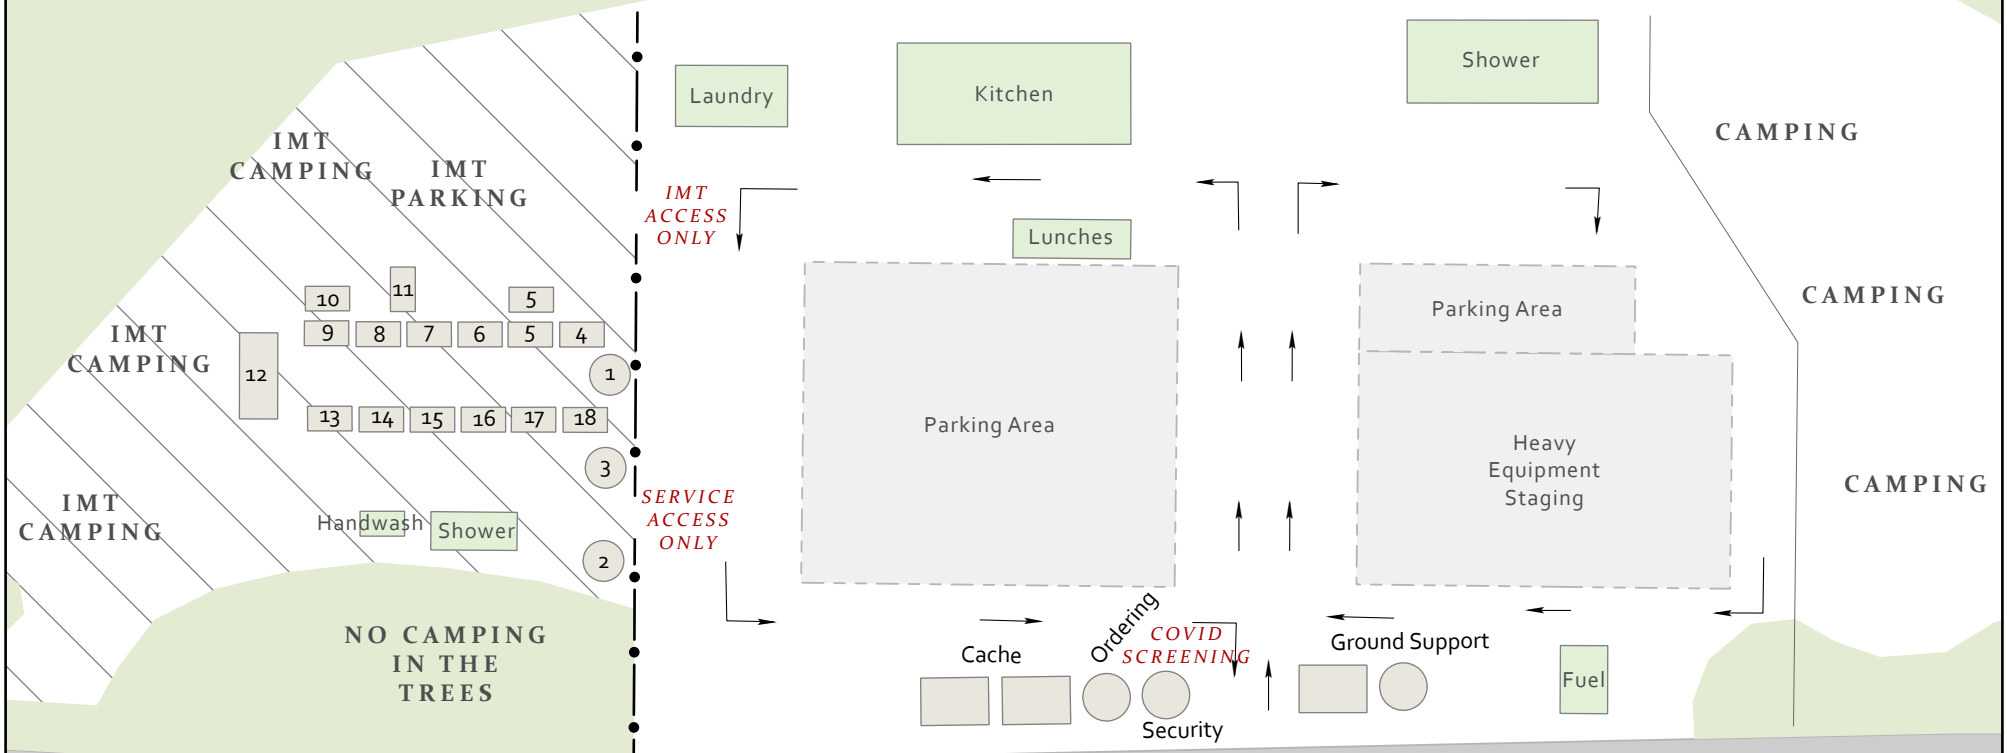 Laundry
Kitchen
Shower
CAMPING
IMT
CAMPING
IMT
PARKING
IMT
ACCESS
ONLY
Lunches
CAMPING
10
11
5
9
8
7
6
5
4
Parking Area
IMT
CAMPING
12
1
13
14
15
16
17
18
Parking Area
Heavy
Equipment
Staging
3
CAMPING
IMT
CAMPING
Handwash
Shower
SERVICE
ACCESS
ONLY
2
NO CAMPING
IN THE
TREES
Cache
Ordering
COVID
SCREENING
Security
Ground Support
Fuel